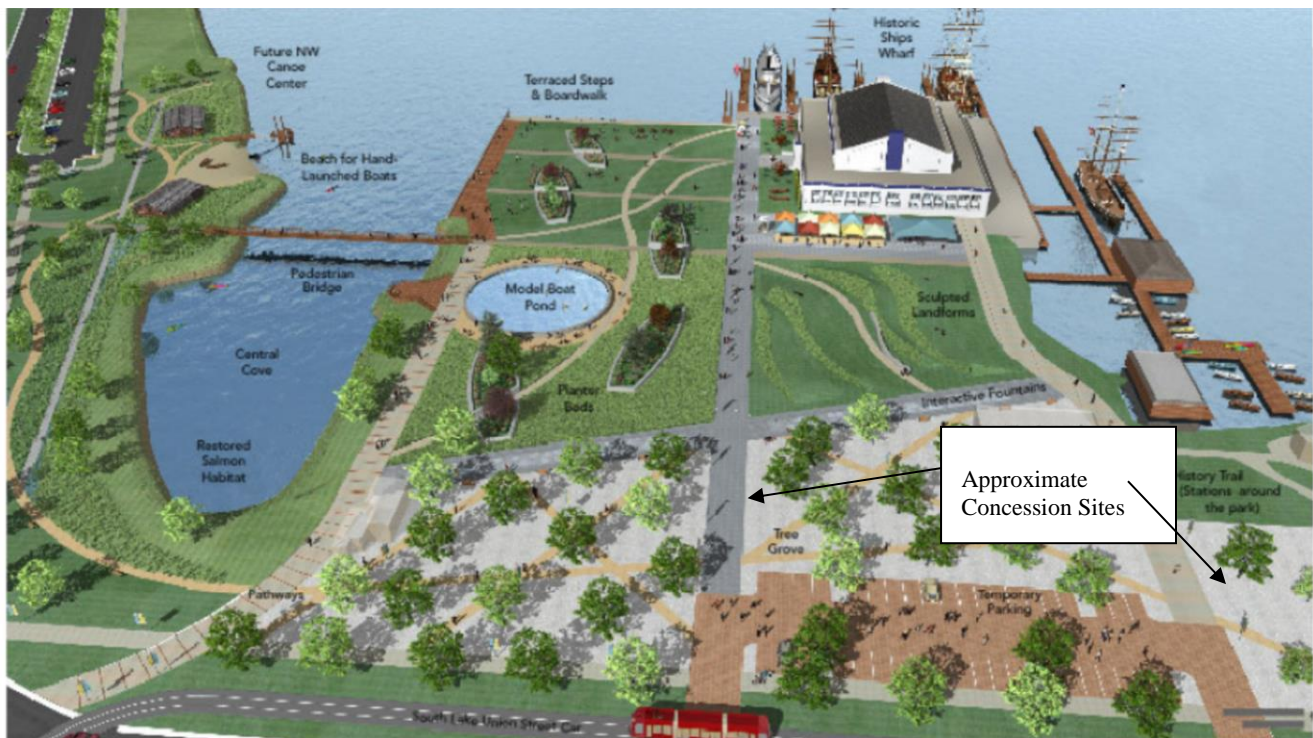 Historic
Ships
Wharf
Future NW
Canoe
Center
Terraced Steps
& Boardwalk
Beach for Hand-
Launched Boats
Pedestrian
Bridge
Model Boat
Pond
Sculpted
Landforms
Central
Cove
Planter
Beds
Interactive Fountains
Restored
Salmon
Habitat
Approximate
Concession Sites
History Trail
(Stations around
the park)
Tree
Grove
Pathways
Temporary
Parking
South Lake Union Street Car